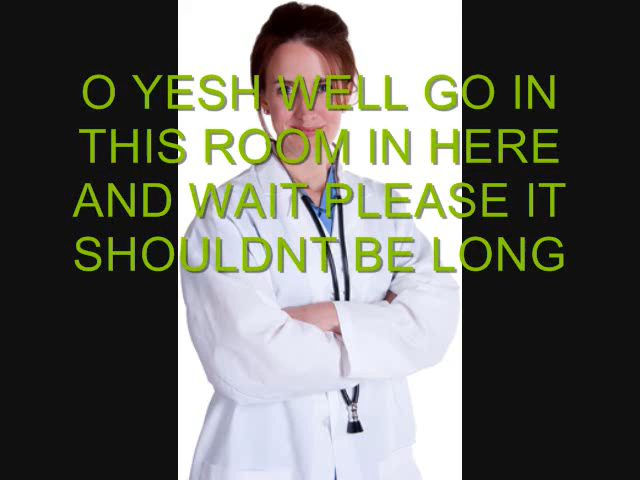 O YESH WELL GO IN
THIS ROOM IN HERE
AND WAIT PLEASE IT
SHOULDNT BE LONG